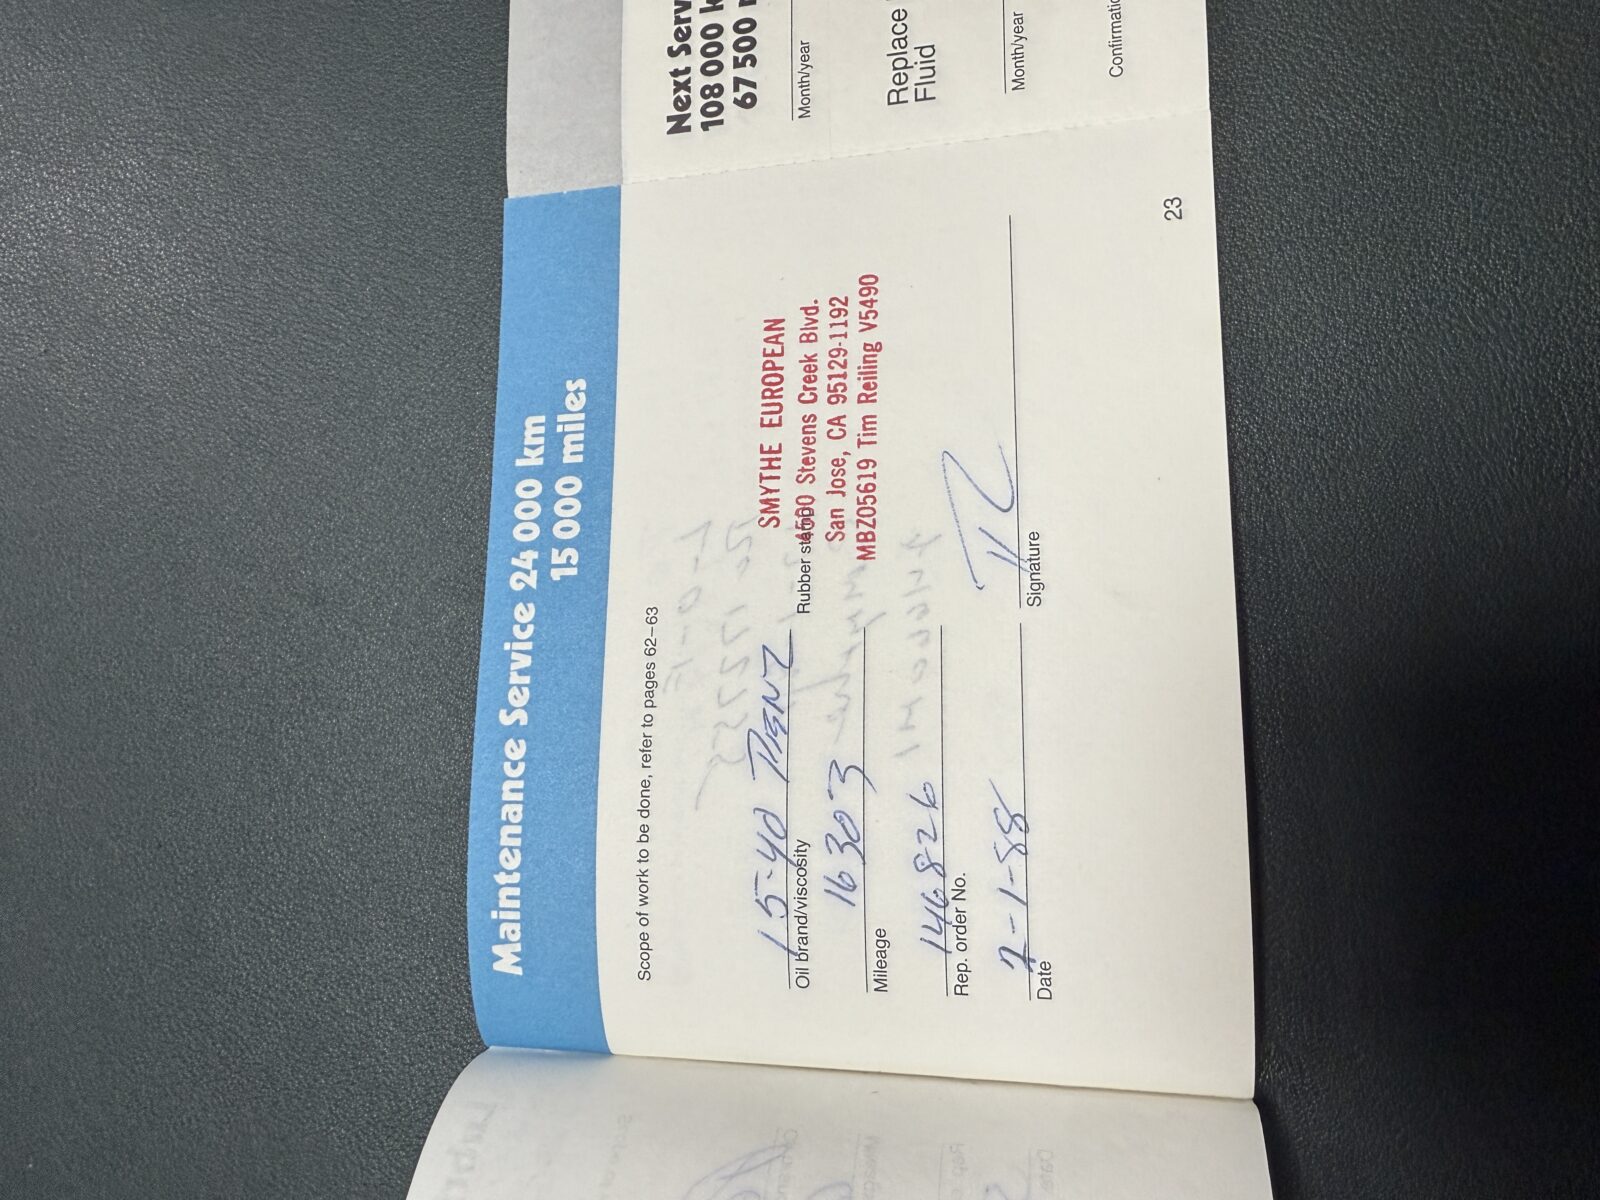 Maintenance Service 24 000 km
15 000 miles
Scope of work to be done, refer to pages 62–63
15-40
Oil brand/viscosity
16303
Mileage
146826
Rep. order No.
7-1-88
Date
SMYTHE EUROPEAN
Rubber stamp
4500 Stevens Creek Blvd.
San Jose, CA 95129-1192
MBZ05619 Tim Reiling V5490
Signature
23
Next Serv
108 000 k
67 500
Month/year
Replace
Fluid
Month/year
Confirmatio